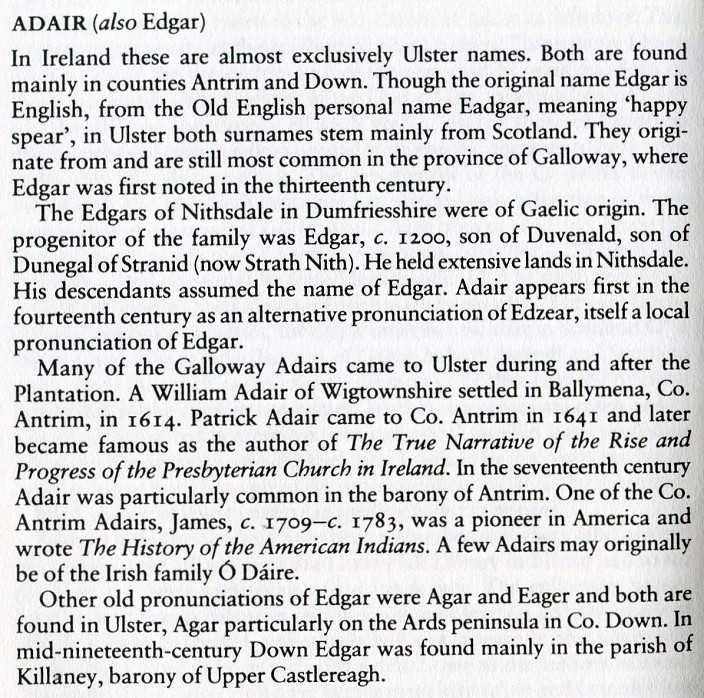 ADAIR (also Edgar)
In Ireland these are almost exclusively Ulster names. Both are found
mainly in counties Antrim and Down. Though the original name Edgar is
English, from the Old English personal name Eadgar, meaning ‘happy
spear’, in Ulster both surnames stem mainly from Scotland. They origi-
nate from and are still most common in the province of Galloway, where
Edgar was first noted in the thirteenth century.
The Edgars of Nithsdale in Dumfriesshire were of Gaelic origin. The
progenitor of the family was Edgar, c. 1200, son of Duvenald, son of
Dunegal of Stranid (now Strath Nith). He held extensive lands in Nithsdale.
His descendants assumed the name of Edgar. Adair appears first in the
fourteenth century as an alternative pronunciation of Edzear, itself a local
pronunciation of Edgar.
Many of the Galloway Adairs came to Ulster during and after the
Plantation. A William Adair of Wigtownshire settled in Ballymena, Co.
Antrim, in 1614. Patrick Adair came to Co. Antrim in 1641 and later
became famous as the author of The True Narrative of the Rise and
Progress of the Presbyterian Church in Ireland. In the seventeenth century
Adair was particularly common in the barony of Antrim. One of the Co.
Antrim Adairs, James, c. 1709–c. 1783, was a pioneer in America and
wrote The History of the American Indians. A few Adairs may originally
be of the Irish family Ó Dáire.
Other old pronunciations of Edgar were Agar and Eager and both are
found in Ulster, Agar particularly on the Ards peninsula in Co. Down. In
mid-nineteenth-century Down Edgar was found mainly in the parish of
Killaney, barony of Upper Castlereagh.